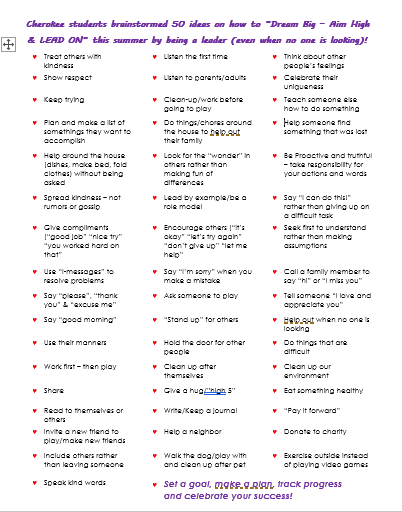 Cherokee students brainstormed 50 ideas on how to "Dream Big – Aim High
& LEAD ON" this summer by being a leader (even when no one is looking)!
Treat others with
kindness
Show respect
Keep trying
Plan and make a list of
somethings they want to
accomplish
Help around the house
(dishes, make bed, fold
clothes) without being
asked
Spread kindness – not
rumors or gossip
Give compliments
("good job" "nice try"
"you worked hard on
that"
Use "I-messages" to
resolve problems
Say "please", "thank
you" & "excuse me"
Say "good morning"
Use their manners
Work first – then play
Share
Read to themselves or
others
Invite a new friend to
play/make new friends
Include others rather
than leaving someone
Speak kind words
Listen the first time
Listen to parents/adults
Clean-up/work before
going to play
Do things/chores around
the house to help out
their family
Look for the "wonder" in
others rather than
making fun of
differences
Lead by example/be a
role model
Encourage others ("it's
okay" "let's try again"
"don't give up" "let me
help"
Say "I'm sorry" when you
make a mistake
Ask someone to play
"Stand up" for others
Hold the door for other
people
Clean up after
themselves
Give a hug/"high 5"
Write/Keep a journal
Help a neighbor
Walk the dog/play with
and clean up after pet
Think about other
people's feelings
Celebrate their
uniqueness
Teach someone else
how to do something
Help someone find
something that was lost
Be Proactive and truthful
– take responsibility for
your actions and words
Say "I can do this!"
rather than giving up on
a difficult task
Seek first to understand
rather than making
assumptions
Call a family member to
say "hi" or "I miss you"
Tell someone "I love and
appreciate you"
Help out when no one is
looking
Do things that are
difficult
Clean up our
environment
Eat something healthy
"Pay it forward"
Donate to charity
Exercise outside instead
of playing video games
Set a goal, make a plan, track progress
and celebrate your success!